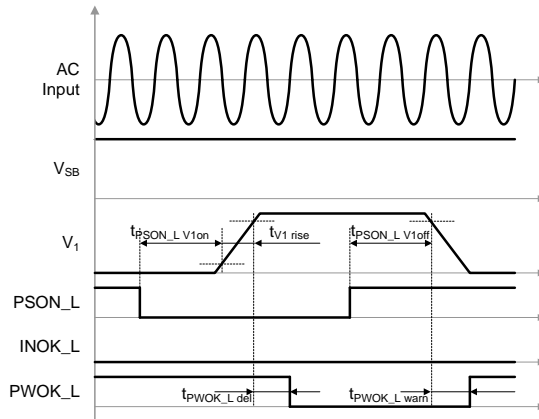 AC
Input
VSB
tPSON_L V1on
tV1 rise
tPSON_L V1off
V1
PSON_L
INOK_L
PWOK_L
tPWOK_L del
tPWOK_L warn